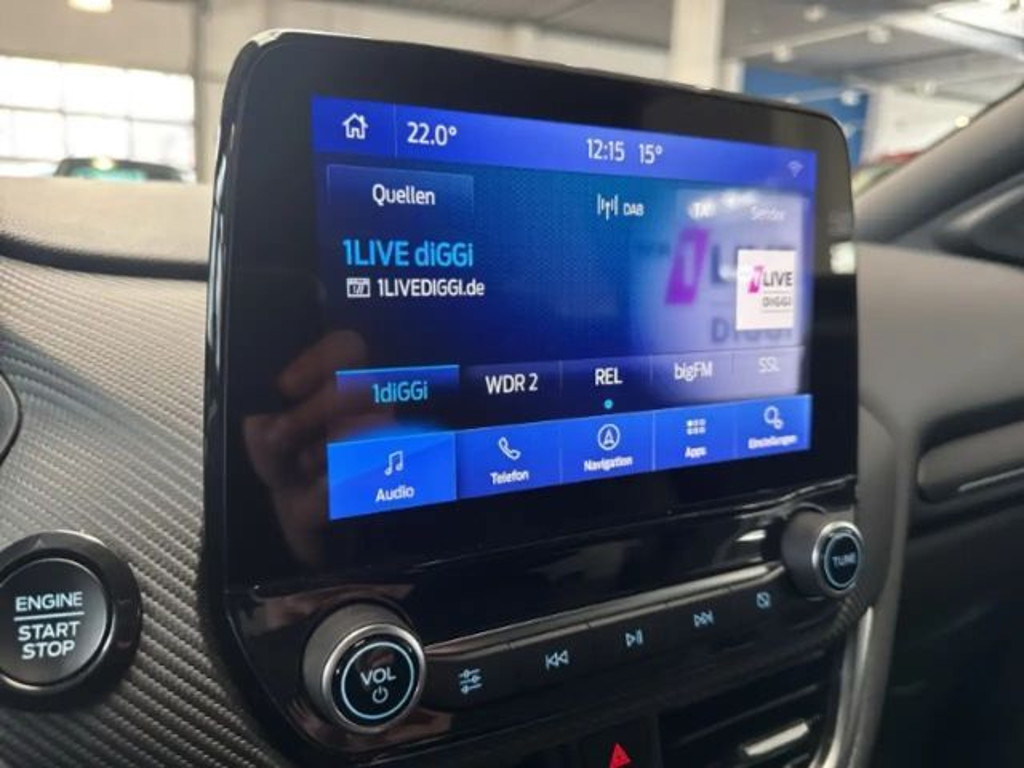 22.0°
12:15 15°
Quellen
DAB
TA
Sender
1LIVE diGGi
1LIVEDIGGI.de
1LIVE
DIGGI
1diGGi
WDR 2
REL
bigFM
SSL
Audio
Telefon
Navigation
Apps
Einstellungen
ENGINE
START
STOP
VOL
TUNE